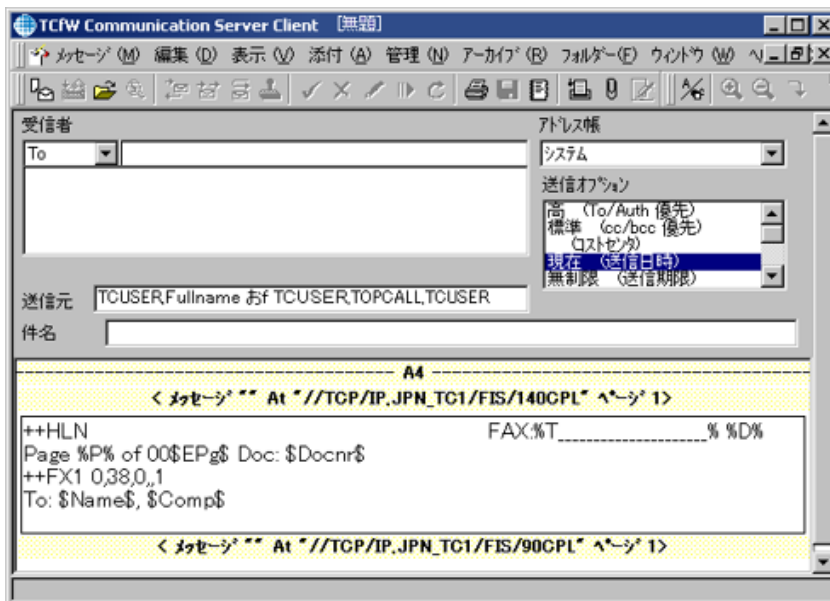 TCfW Communication Server Client [無題]
ﾒｯｾｰｼﾞ (M) 編集 (D) 表示 (V) 添付 (A) 管理 (N) ｱｰｶｲﾌﾞ (R) ﾌｫﾙﾀﾞｰ(F) ｳｨﾝﾄﾞｳ (W) ﾍ
受信者
ｱﾄﾞﾚｽ帳
To
ｼｽﾃﾑ
送信ｵﾌﾟｼｮﾝ
高 (To/Auth 優先)
標準 (cc/bcc 優先)
(ｺｽﾄｾﾝﾀ)
現在 (送信日時)
無制限 (送信期限)
送信元 TCUSER,Fullname おf TCUSER,TOPCALL,TCUSER
件名
A4
< ﾒｯｾｰｼﾞ "" At "//TCP/IP,JPN_TC1/FIS/140CPL" ﾍﾟｰｼﾞ 1>
++HLN FAX:%T____________________% %D%
Page %P% of 00$EPg$ Doc: $Docnr$
++FX1 0,38,0,,1
To: $Name$, $Comp$
< ﾒｯｾｰｼﾞ "" At "//TCP/IP,JPN_TC1/FIS/90CPL" ﾍﾟｰｼﾞ 1>